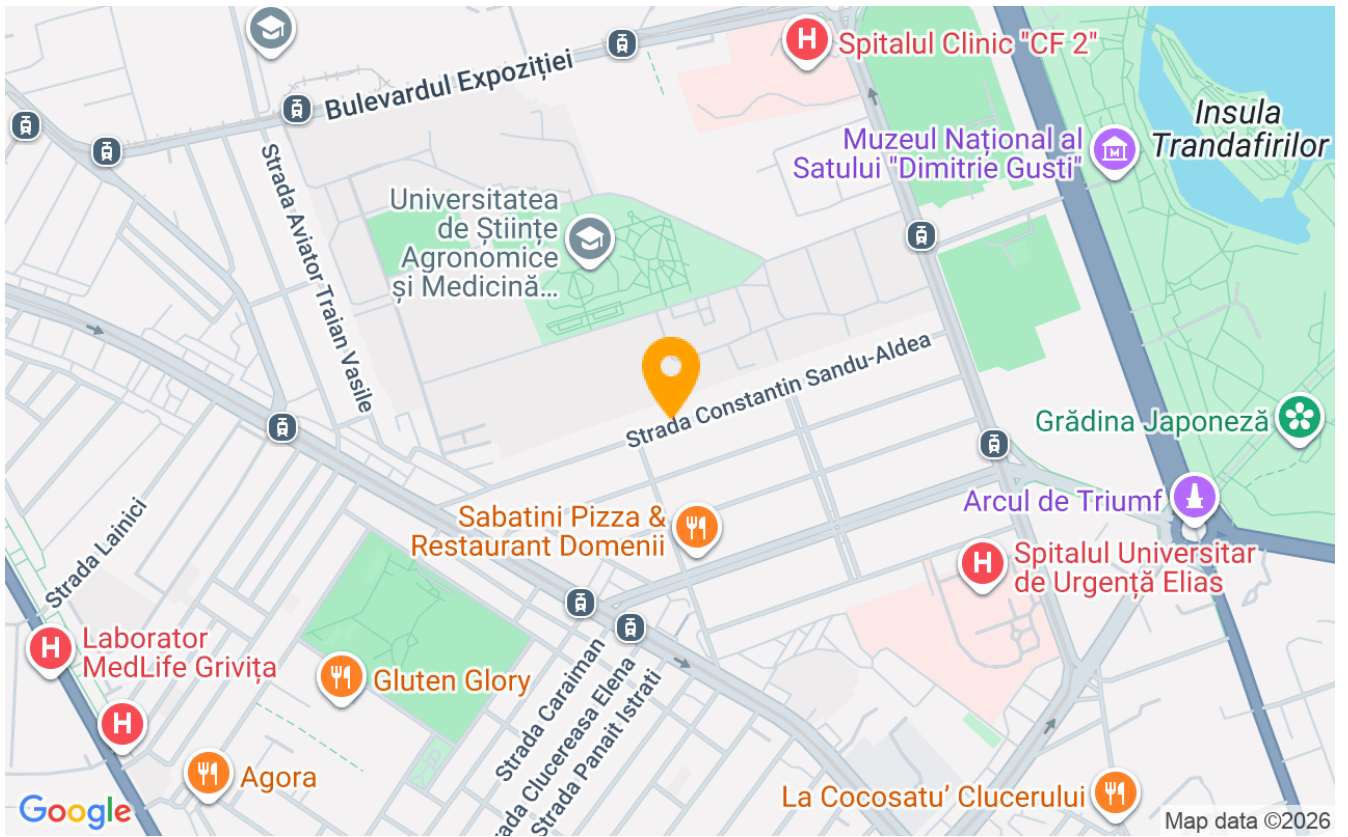 H
Spitalul Clinic "CF 2"
Bulevardul Expoziției
Insula
Trandafirilor
Muzeul Național al
Satului "Dimitrie Gusti"
M
Strada Aviator Traian Vasile
Universitatea
de Științe
Agronomice
și Medicină...
Strada Constantin Sandu-Aldea
Grădina Japoneză
Arcul de Triumf
Sabatini Pizza &
Restaurant Domenii
Strada Lainici
H
Spitalul Universitar
de Urgență Elias
H
Laborator
MedLife Grivița
Gluten Glory
Strada Caraiman
ada Clucereasa Elena
Strada Panait Istrati
H
Agora
La Cocosatu' Clucerului
Google
Map data ©2026